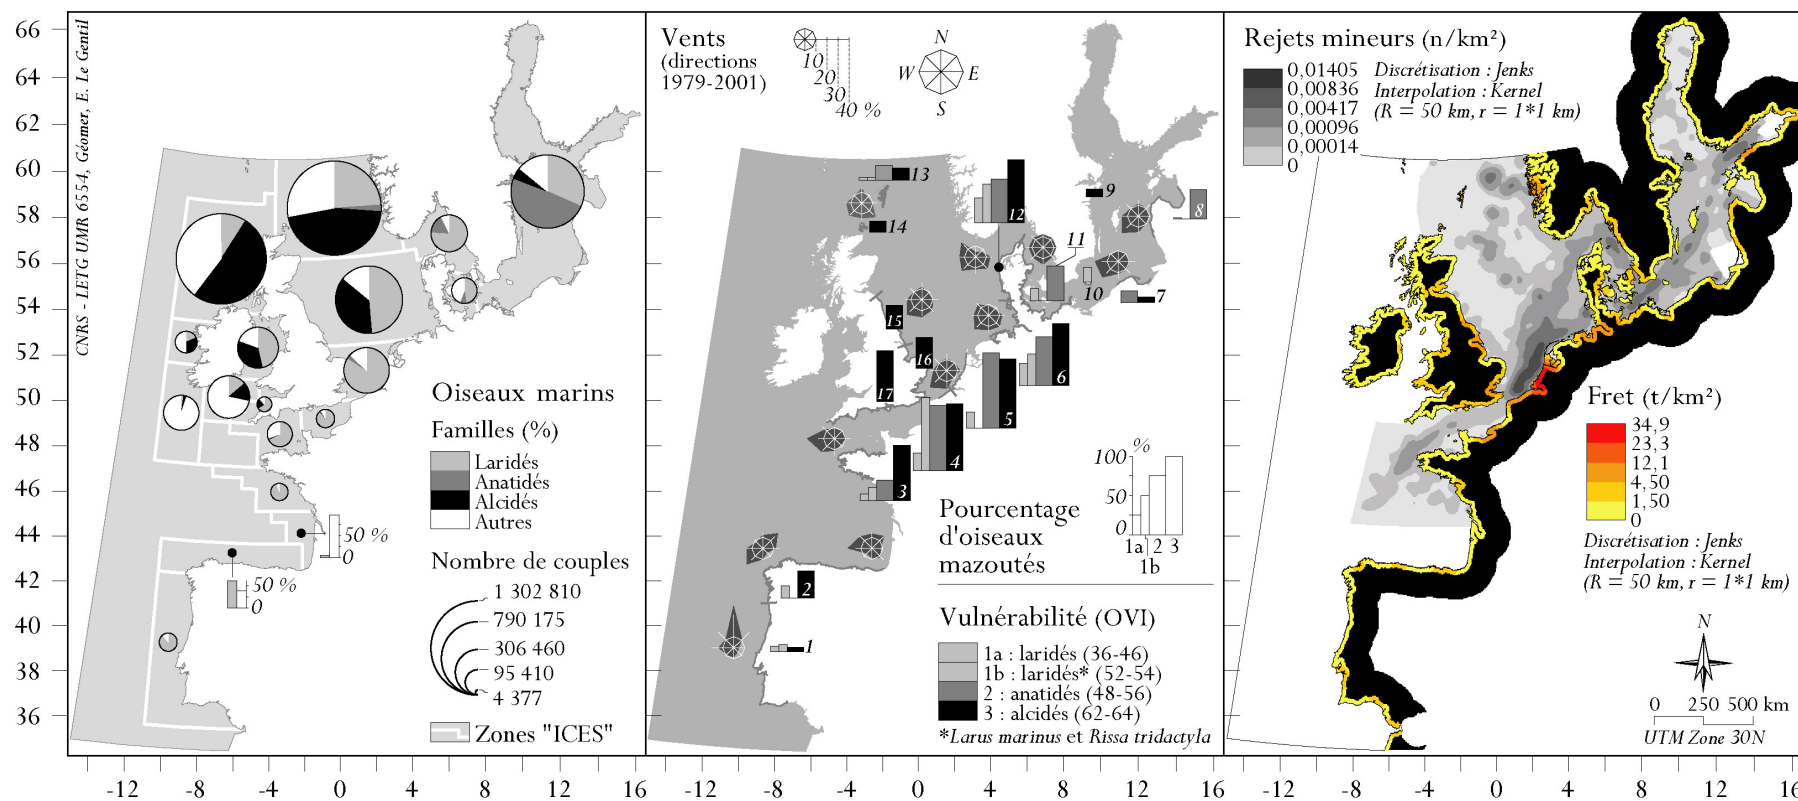 66
64
62
60
58
56
54
52
50
48
46
44
42
40
38
36
CNRS - LETG UMR 6554, Géomer, E. Le Gentil
Oiseaux marins
Familles (%)
Laridés
Anatidés
Alcidés
Autres
Nombre de couples
1 302 810
790 175
306 460
95 410
4 377
Zones "ICES"
50 %
0
50 %
0
-12 -8 -4 0 4 8 12 16
Vents
(directions
1979-2001)
10
20
30
40 %
N
W E
S
13
14
12
9
8
11
10
7
15
16
17
6
5
4
3
2
1
%
100
50
0
1a 2 3
1b
Pourcentage
d'oiseaux
mazoutés
Vulnérabilité (OVI)
1a : laridés (36-46)
1b : laridés* (52-54)
2 : anatidés (48-56)
3 : alcidés (62-64)
*Larus marinus et Rissa tridactyla
-12 -8 -4 0 4 8 12 16
Rejets mineurs (n/km²)
0,01405
0,00836
0,00417
0,00096
0,00014
0
Discrétisation : Jenks
Interpolation : Kernel
(R = 50 km, r = 1*1 km)
Fret (t/km²)
34,9
23,3
12,1
4,50
1,50
0
Discrétisation : Jenks
Interpolation : Kernel
(R = 50 km, r = 1*1 km)
N
0 250 500 km
UTM Zone 30N
-12 -8 -4 0 4 8 12 16